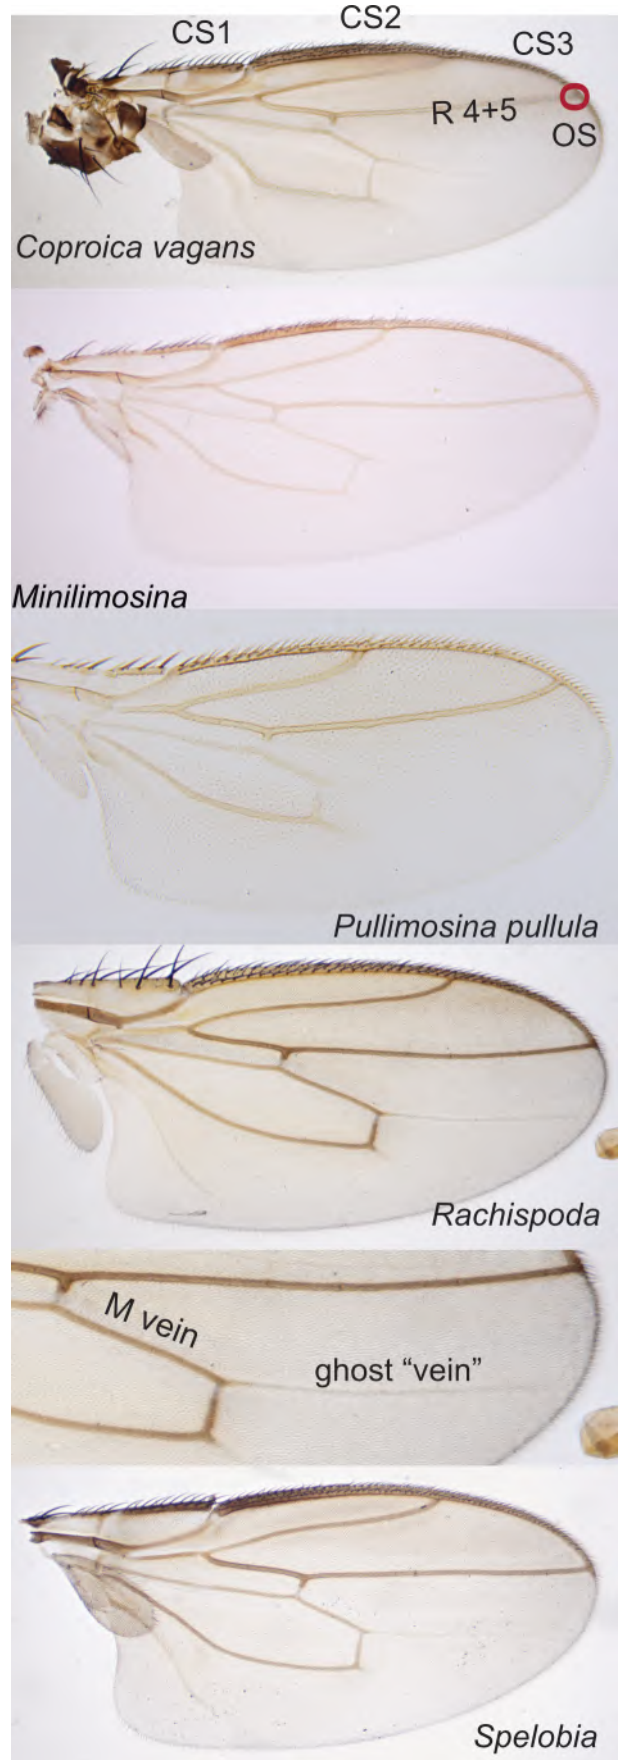 CS1 CS2 CS3
R 4+5
OS
Coproica vagans
Minilimosina
Pullimosina pullula
Rachispoda
M vein
ghost “vein”
Spelobia